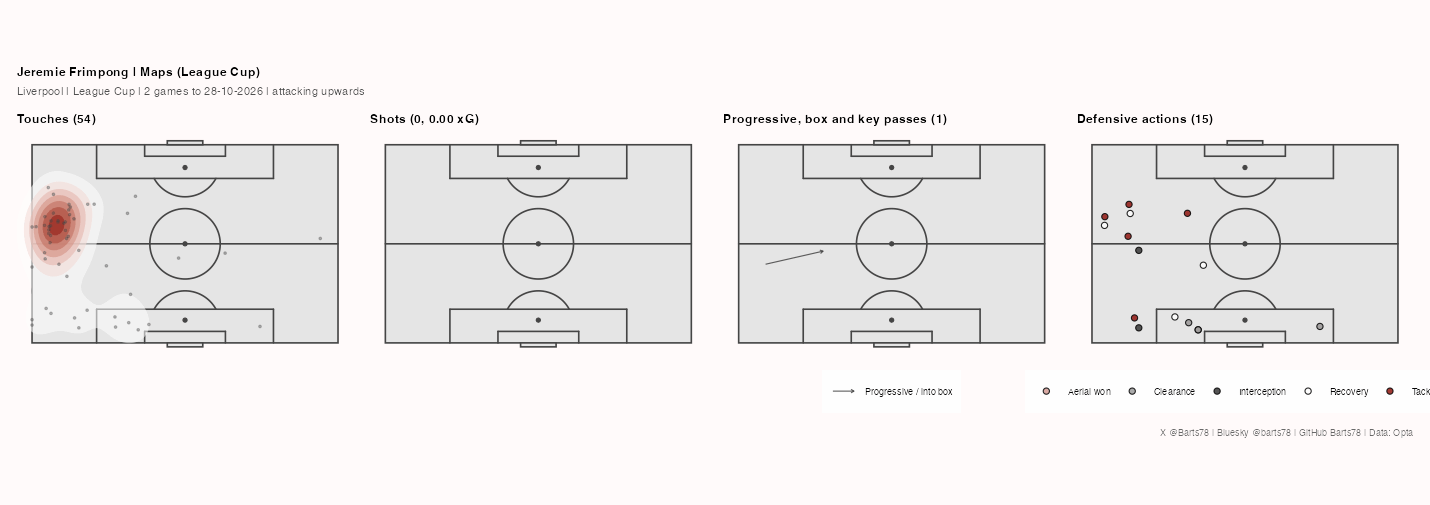 Jeremie Frimpong | Maps (League Cup)
Liverpool | League Cup | 2 games to 28-10-2026 | attacking upwards
Touches (54)
Shots (0, 0.00 xG)
Progressive, box and key passes (1)
Defensive actions (15)
Progressive / into box
Aerial won
Clearance
Interception
Recovery
Tack
X @Barts78 | Bluesky @barts78 | GitHub Barts78 | Data: Opta